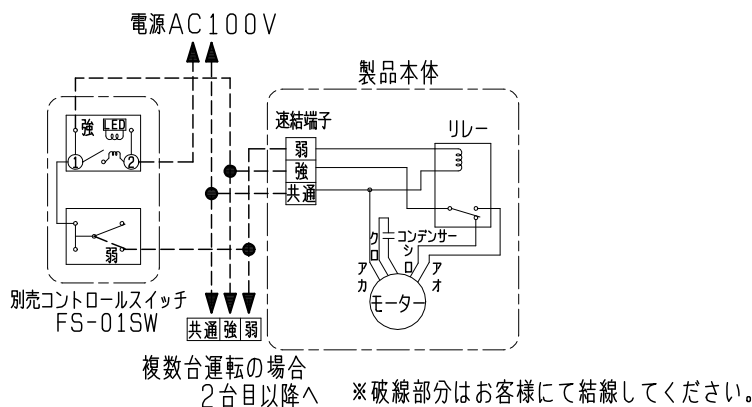 電源AC100V
製品本体
強
LED
①
②
弱
別売コントロールスイッチ
FS-01SW
速結端子
弱
強
共通
リレー
コンデンサー
クロ
シロ
アカ
アオ
モーター
共通 強 弱
複数台運転の場合
2台目以降へ
※破線部分はお客様にて結線してください。